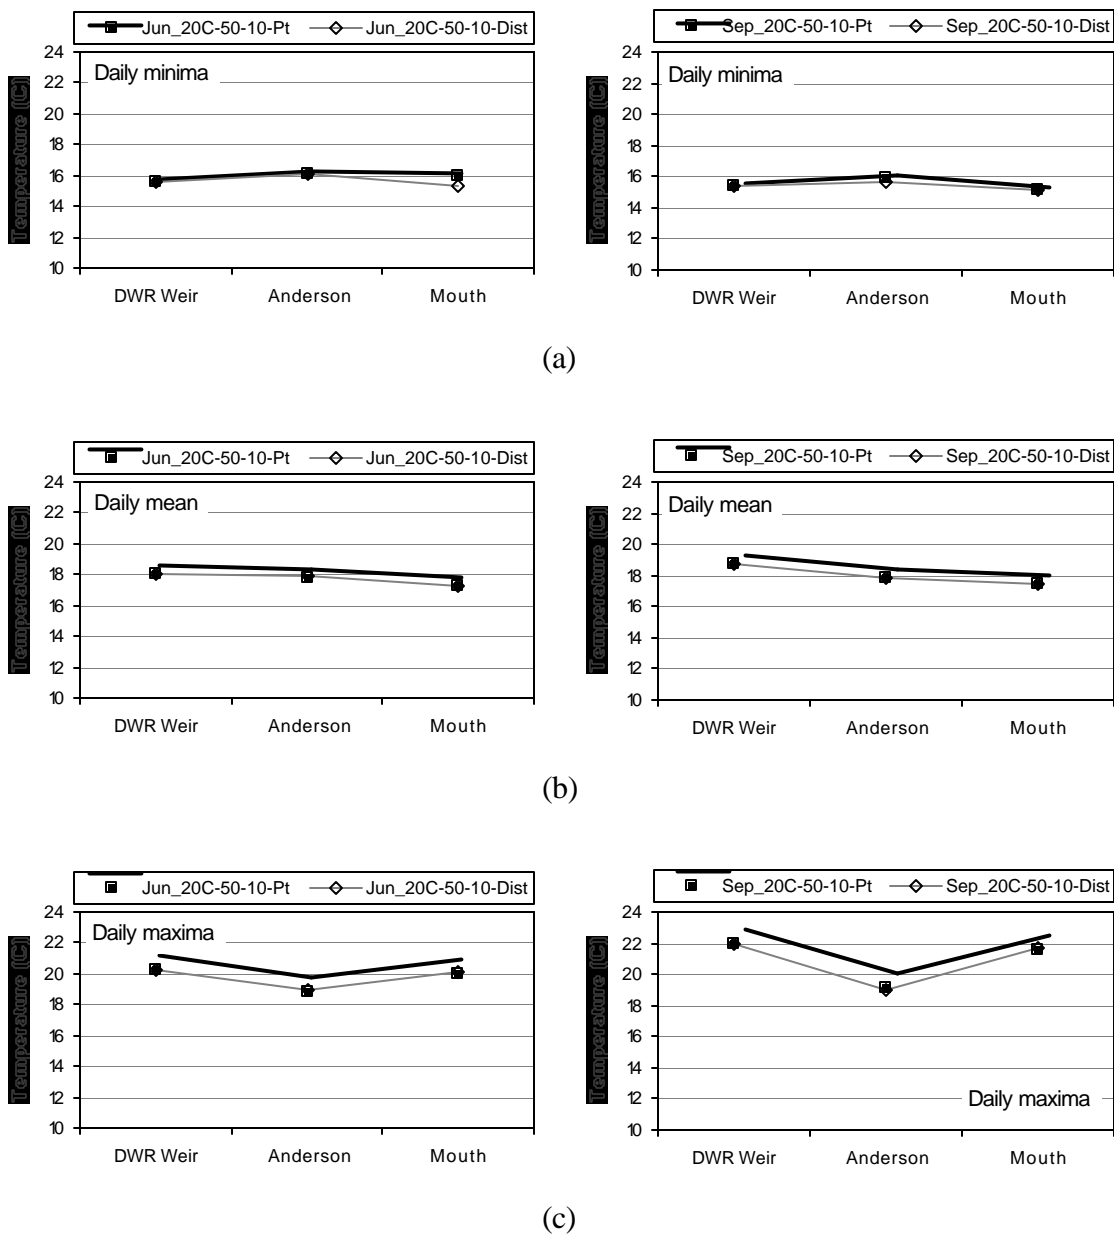 Jun_20C-50-10-Pt Jun_20C-50-10-Dist
Temperature (C)
24
22
20
18
16
14
12
10
Daily minima
DWR Weir Anderson Mouth
Sep_20C-50-10-Pt Sep_20C-50-10-Dist
Temperature (C)
24
22
20
18
16
14
12
10
Daily minima
DWR Weir Anderson Mouth
(a)
Jun_20C-50-10-Pt Jun_20C-50-10-Dist
Temperature (C)
24
22
20
18
16
14
12
10
Daily mean
DWR Weir Anderson Mouth
Sep_20C-50-10-Pt Sep_20C-50-10-Dist
Temperature (C)
24
22
20
18
16
14
12
10
Daily mean
DWR Weir Anderson Mouth
(b)
Jun_20C-50-10-Pt Jun_20C-50-10-Dist
Temperature (C)
24
22
20
18
16
14
12
10
Daily maxima
DWR Weir Anderson Mouth
Sep_20C-50-10-Pt Sep_20C-50-10-Dist
Temperature (C)
24
22
20
18
16
14
12
10
Daily maxima
DWR Weir Anderson Mouth
(c)